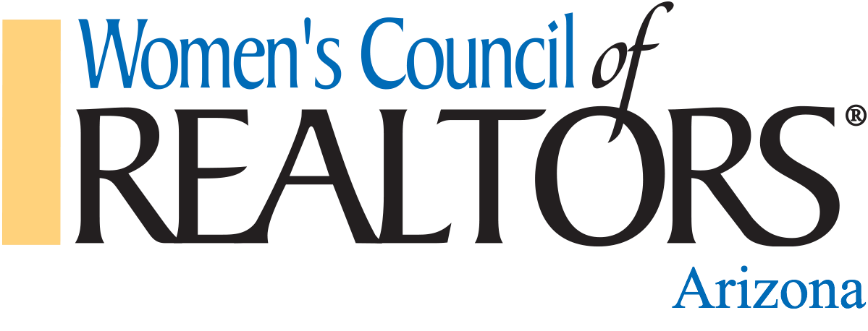 Women's Council of
REALTORS®
Arizona